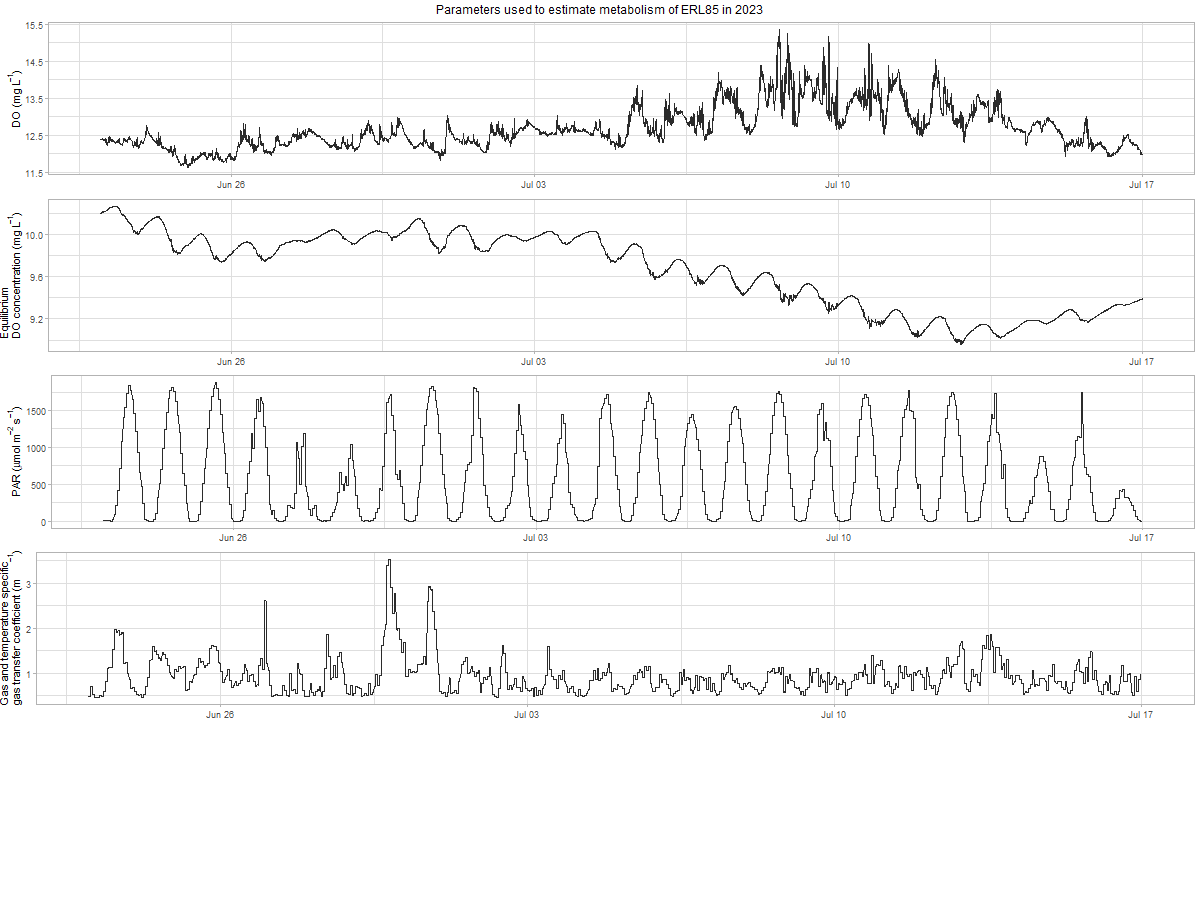 Parameters used to estimate metabolism of ERL85 in 2023
DO (mg L⁻¹)
15.5
14.5
13.5
12.5
11.5
Jun 26
Jul 03
Jul 10
Jul 17
Equilibrium
DO concentration (mg L⁻¹)
10.0
9.6
9.2
Jun 26
Jul 03
Jul 10
Jul 17
PAR (µmol m⁻² s⁻¹)
1500
1000
500
0
Jun 26
Jul 03
Jul 10
Jul 17
Gas and temperature specific
gas transfer coefficient (m⁻¹)
3
2
1
Jun 26
Jul 03
Jul 10
Jul 17